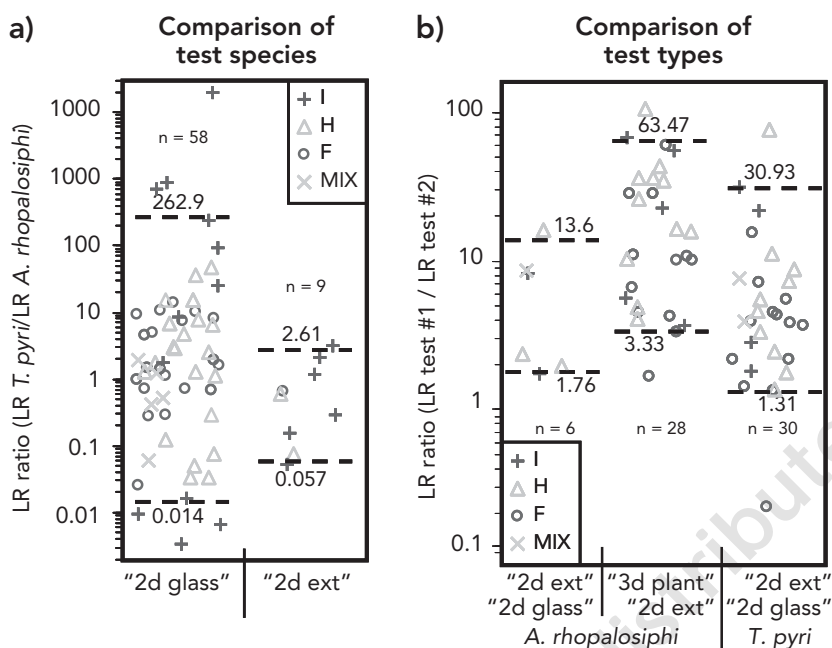 a)
Comparison of
test species
LR ratio (LR T. pyri/LR A. rhopalosiphi)
1000
100
10
1
0.1
0.01
I
H
F
MIX
n = 58
262.9
n = 9
2.61
0.057
0.014
"2d glass"
"2d ext"
b)
Comparison of
test types
LR ratio (LR test #1 / LR test #2)
100
10
1
0.1
63.47
30.93
13.6
3.33
1.76
1.31
n = 6
n = 28
n = 30
I
H
F
MIX
"2d ext"
"2d glass"
"3d plant"
"2d ext"
"2d ext"
"2d glass"
A. rhopalosiphi
T. pyri
distribute